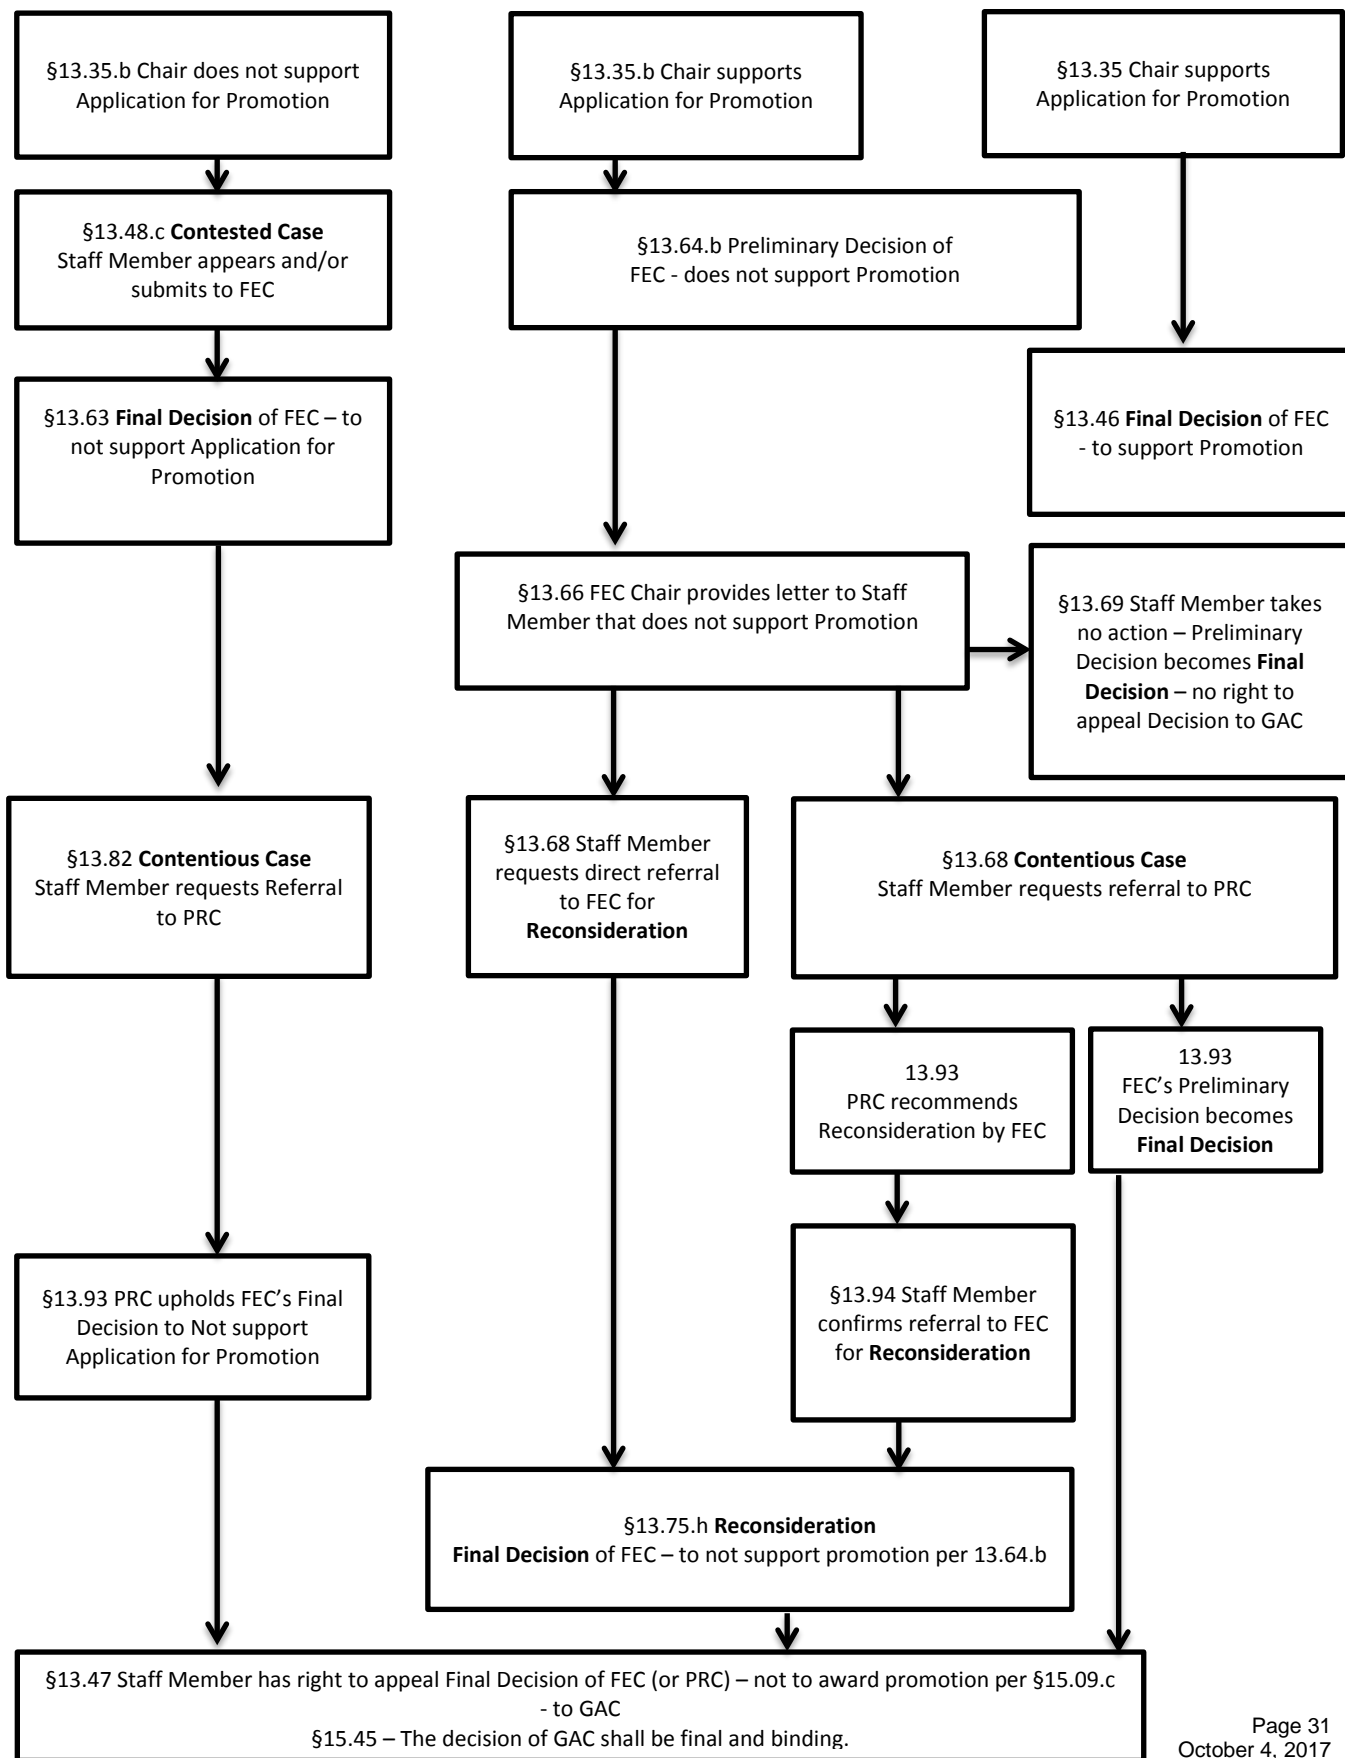 §13.35.b Chair does not support
Application for Promotion
§13.35.b Chair supports
Application for Promotion
§13.35 Chair supports
Application for Promotion
§13.48.c Contested Case
Staff Member appears and/or
submits to FEC
§13.64.b Preliminary Decision of
FEC - does not support Promotion
§13.63 Final Decision of FEC – to
not support Application for
Promotion
§13.46 Final Decision of FEC
- to support Promotion
§13.66 FEC Chair provides letter to Staff
Member that does not support Promotion
§13.69 Staff Member takes
no action – Preliminary
Decision becomes Final
Decision – no right to
appeal Decision to GAC
§13.82 Contentious Case
Staff Member requests Referral
to PRC
§13.68 Staff Member
requests direct referral
to FEC for
Reconsideration
§13.68 Contentious Case
Staff Member requests referral to PRC
13.93
PRC recommends
Reconsideration by FEC
13.93
FEC’s Preliminary
Decision becomes
Final Decision
§13.93 PRC upholds FEC’s Final
Decision to Not support
Application for Promotion
§13.94 Staff Member
confirms referral to FEC
for Reconsideration
§13.75.h Reconsideration
Final Decision of FEC – to not support promotion per 13.64.b
§13.47 Staff Member has right to appeal Final Decision of FEC (or PRC) – not to award promotion per §15.09.c
- to GAC
§15.45 – The decision of GAC shall be final and binding.
Page 31
October 4, 2017